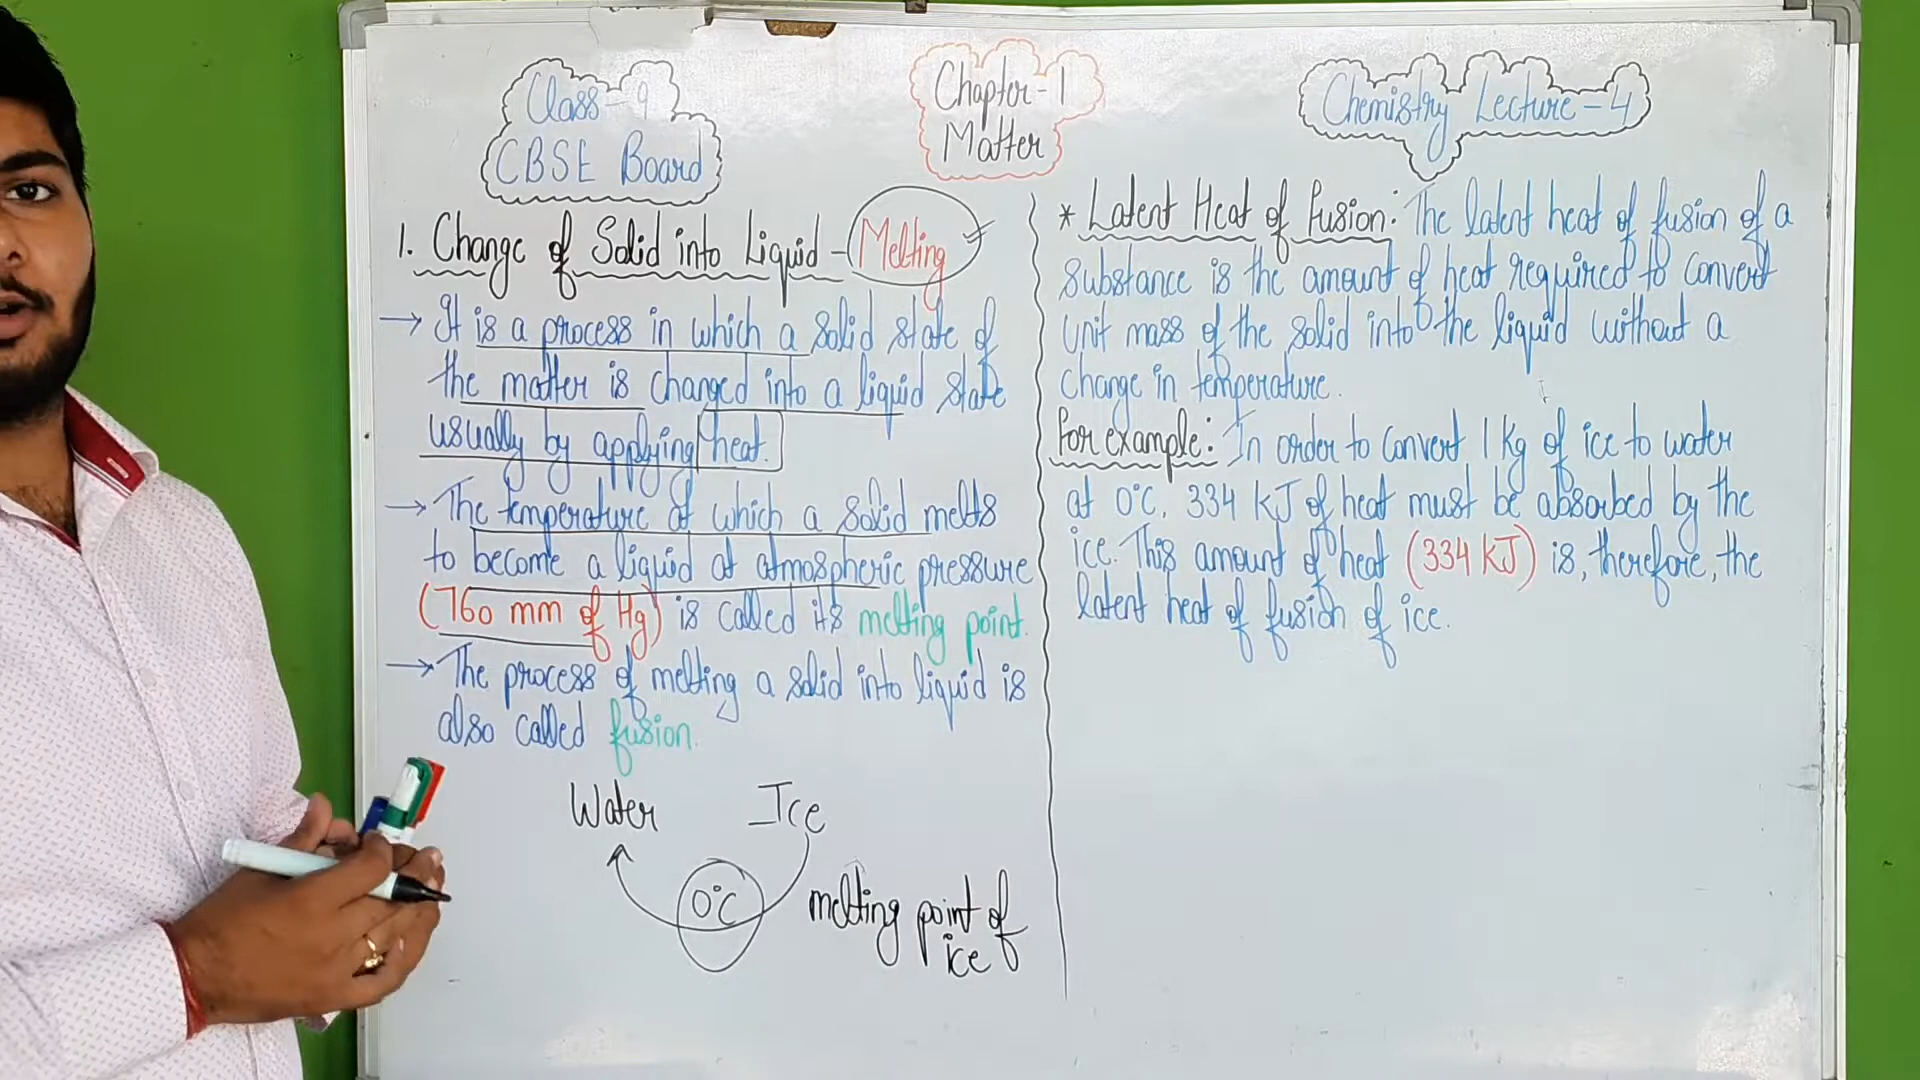 Class-9
CBSE Board
Chapter-1
Matter
Chemistry Lecture-4
1. Change of Solid into Liquid - Melting
→ It is a process in which a solid state of
the matter is changed into a liquid state
usually by applying heat.
→ The temperature at which a solid melts
to become a liquid at atmospheric pressure
(760 mm of Hg) is called its melting point.
→ The process of melting a solid into liquid is
also called fusion.
Water Ice
0°C
melting point of
ice
* Latent Heat of Fusion: The latent heat of fusion of a
substance is the amount of heat required to convert
unit mass of the solid into the liquid without a
change in temperature.
For example: In order to convert 1 Kg of ice to water
at 0°C, 334 kJ of heat must be absorbed by the
ice. This amount of heat (334 kJ) is, therefore, the
latent heat of fusion of ice.